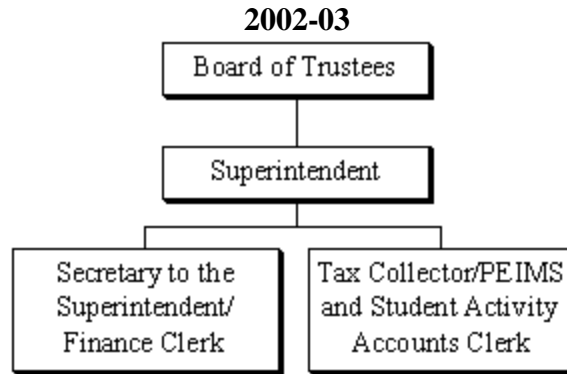 2002-03
Board of Trustees
Superintendent
Secretary to the
Superintendent/
Finance Clerk
Tax Collector/PEIMS
and Student Activity
Accounts Clerk